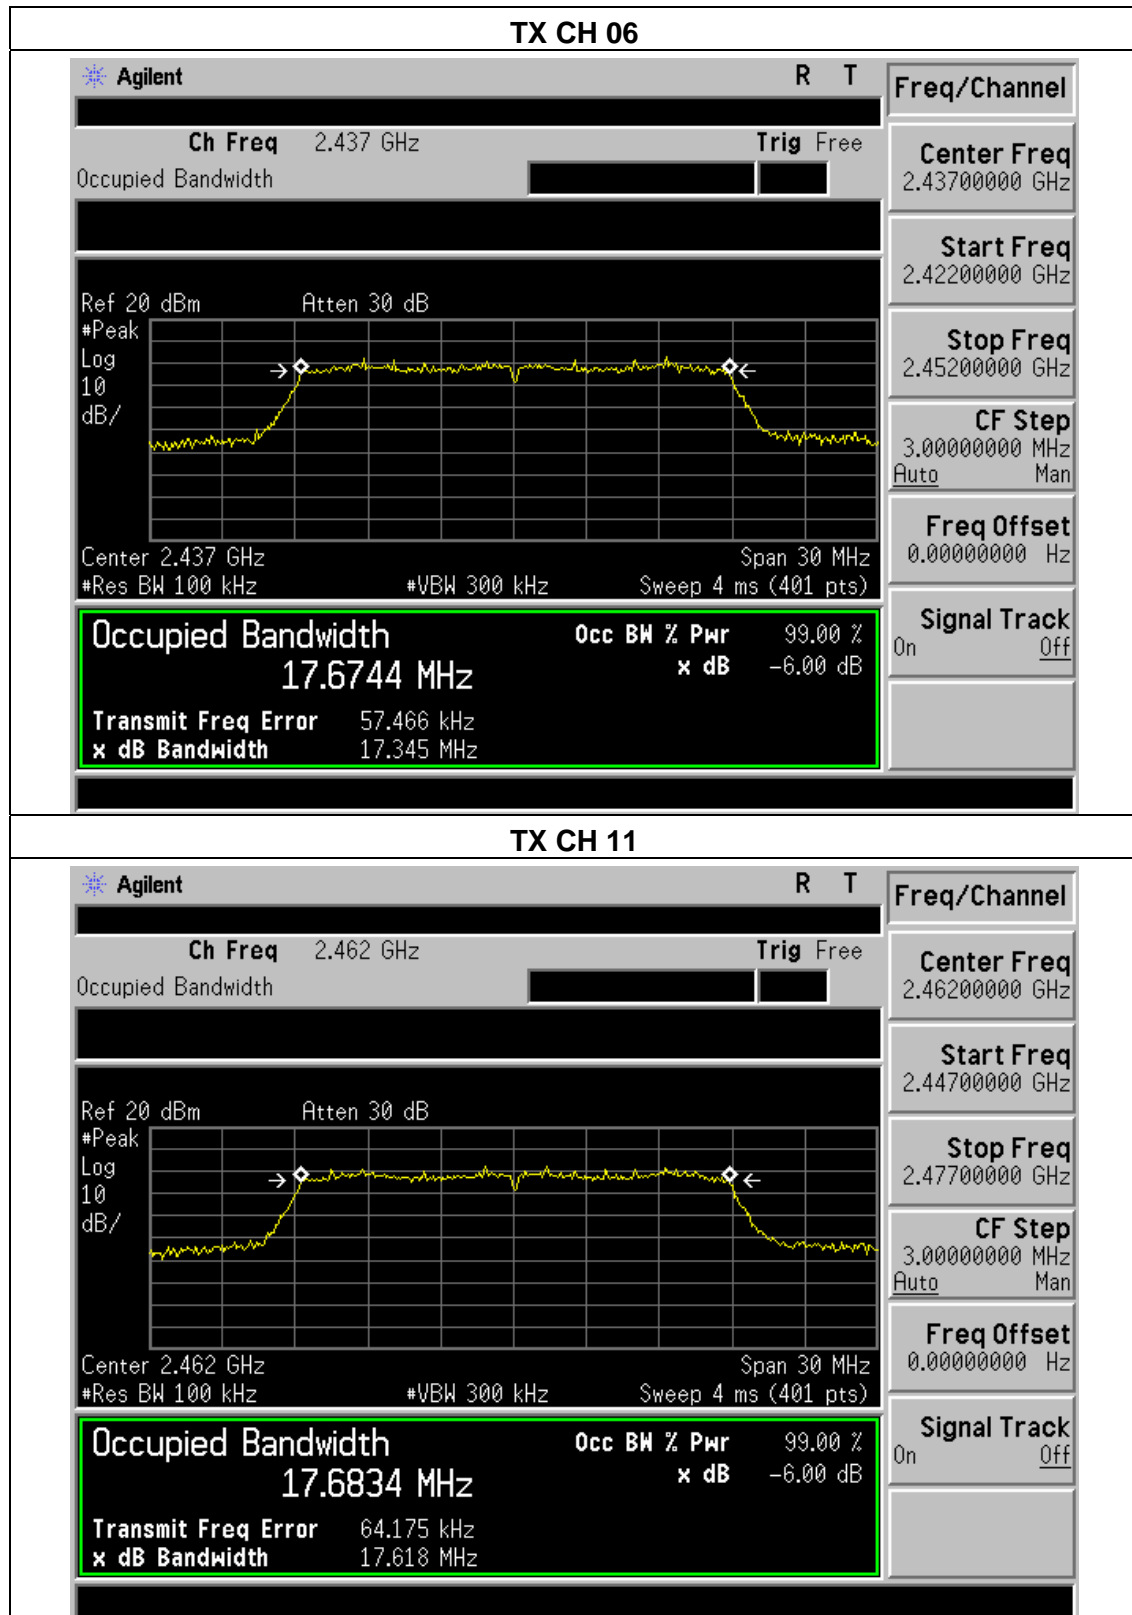 TX CH 06
Agilent R T
Freq/Channel
Ch Freq 2.437 GHz Trig Free
Occupied Bandwidth
Center Freq
2.43700000 GHz
Start Freq
2.42200000 GHz
Stop Freq
2.45200000 GHz
CF Step
3.00000000 MHz
Auto Man
Freq Offset
0.00000000 Hz
Signal Track
On Off
Ref 20 dBm Atten 30 dB
#Peak
Log
10
dB/
Center 2.437 GHz Span 30 MHz
#Res BW 100 kHz #VBW 300 kHz Sweep 4 ms (401 pts)
Occupied Bandwidth Occ BW % Pwr 99.00 %
17.6744 MHz x dB -6.00 dB
Transmit Freq Error 57.466 kHz
x dB Bandwidth 17.345 MHz
TX CH 11
Agilent R T
Freq/Channel
Ch Freq 2.462 GHz Trig Free
Occupied Bandwidth
Center Freq
2.46200000 GHz
Start Freq
2.44700000 GHz
Stop Freq
2.47700000 GHz
CF Step
3.00000000 MHz
Auto Man
Freq Offset
0.00000000 Hz
Signal Track
On Off
Ref 20 dBm Atten 30 dB
#Peak
Log
10
dB/
Center 2.462 GHz Span 30 MHz
#Res BW 100 kHz #VBW 300 kHz Sweep 4 ms (401 pts)
Occupied Bandwidth Occ BW % Pwr 99.00 %
17.6834 MHz x dB -6.00 dB
Transmit Freq Error 64.175 kHz
x dB Bandwidth 17.618 MHz